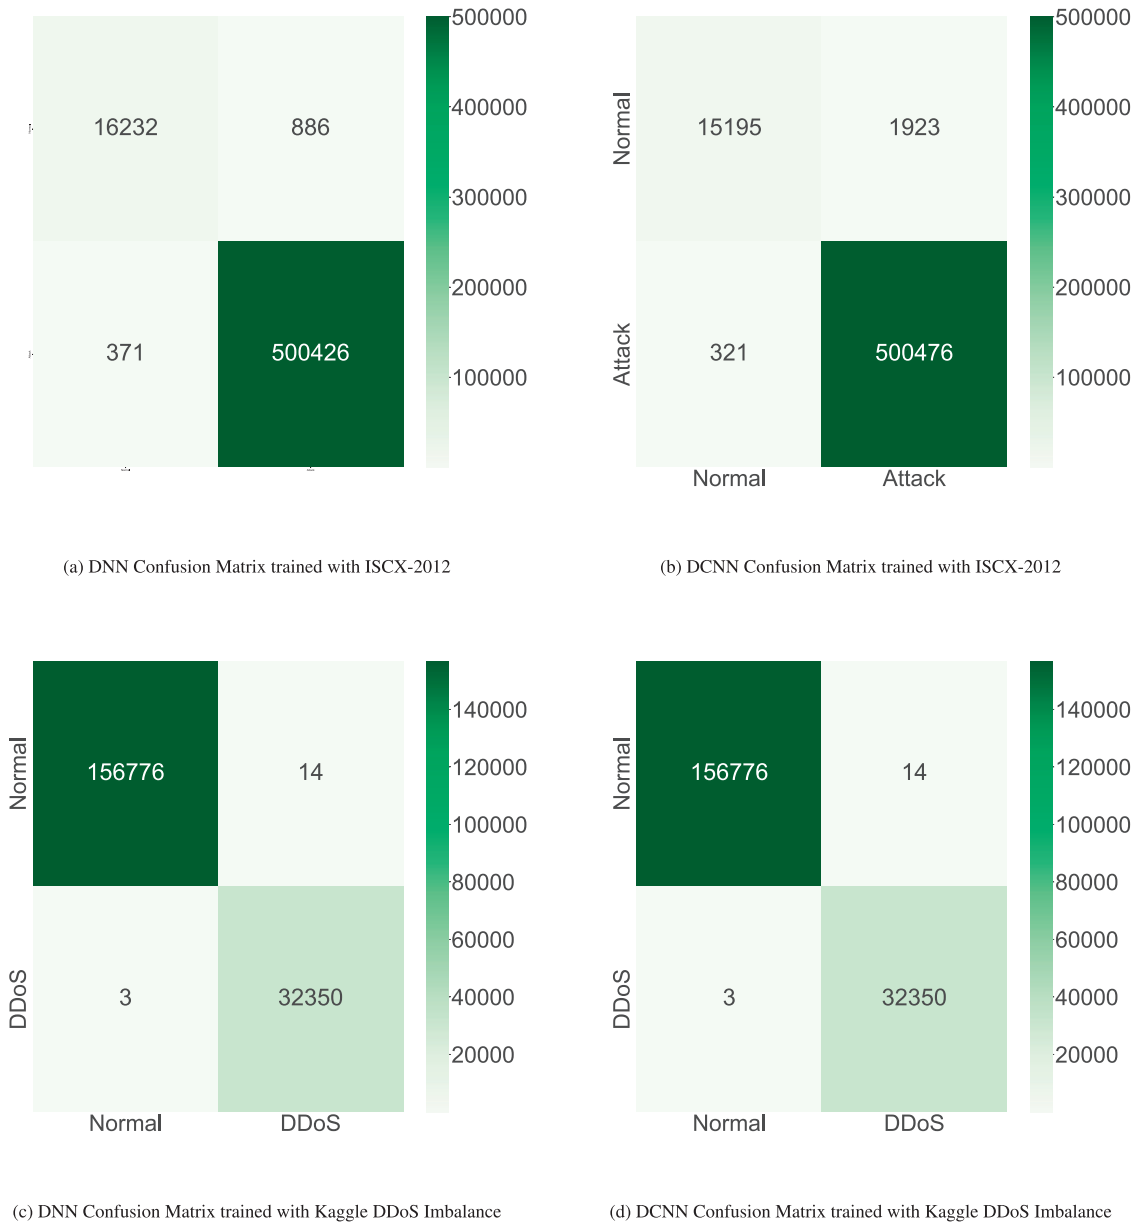 500000
400000
300000
200000
100000
16232 886
371 500426
(a) DNN Confusion Matrix trained with ISCX-2012
500000
400000
300000
200000
100000
Normal
15195 1923
Attack
321 500476
Normal Attack
(b) DCNN Confusion Matrix trained with ISCX-2012
140000
120000
100000
80000
60000
40000
20000
Normal
156776 14
DDoS
3 32350
Normal DDoS
(c) DNN Confusion Matrix trained with Kaggle DDoS Imbalance
140000
120000
100000
80000
60000
40000
20000
Normal
156776 14
DDoS
3 32350
Normal DDoS
(d) DCNN Confusion Matrix trained with Kaggle DDoS Imbalance